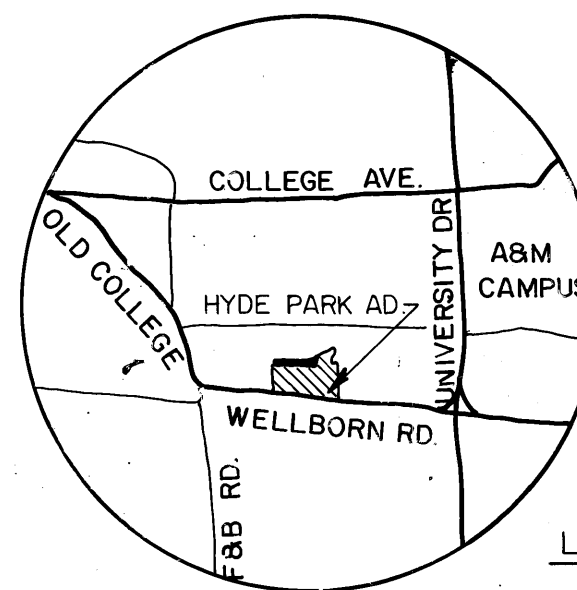 COLLEGE AVE.
OLD COLLEGE
UNIVERSITY DR
A&M
CAMPUS
HYDE PARK AD.
WELLBORN RD.
F&B RD.
L